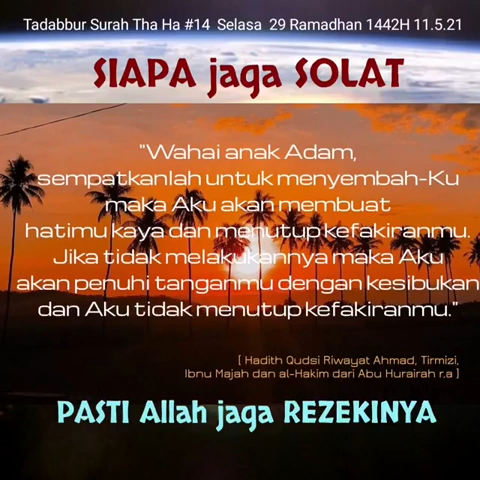 Tadabbur Surah Tha Ha #14 Selasa 29 Ramadhan 1442H 11.5.21
SIAPA jaga SOLAT
"Wahai anak Adam,
sempatkanlah untuk menyembah-Ku
maka Aku akan membuat
hatimu kaya dan menutup kefakiranmu.
Jika tidak melakukannya maka Aku
akan penuhi tanganmu dengan kesibukan
dan Aku tidak menutup kefakiranmu."
[ Hadith Qudsi Riwayat Ahmad, Tirmizi,
Ibnu Majah dan al-Hakim dari Abu Hurairah r.a ]
PASTI Allah jaga REZEKINYA